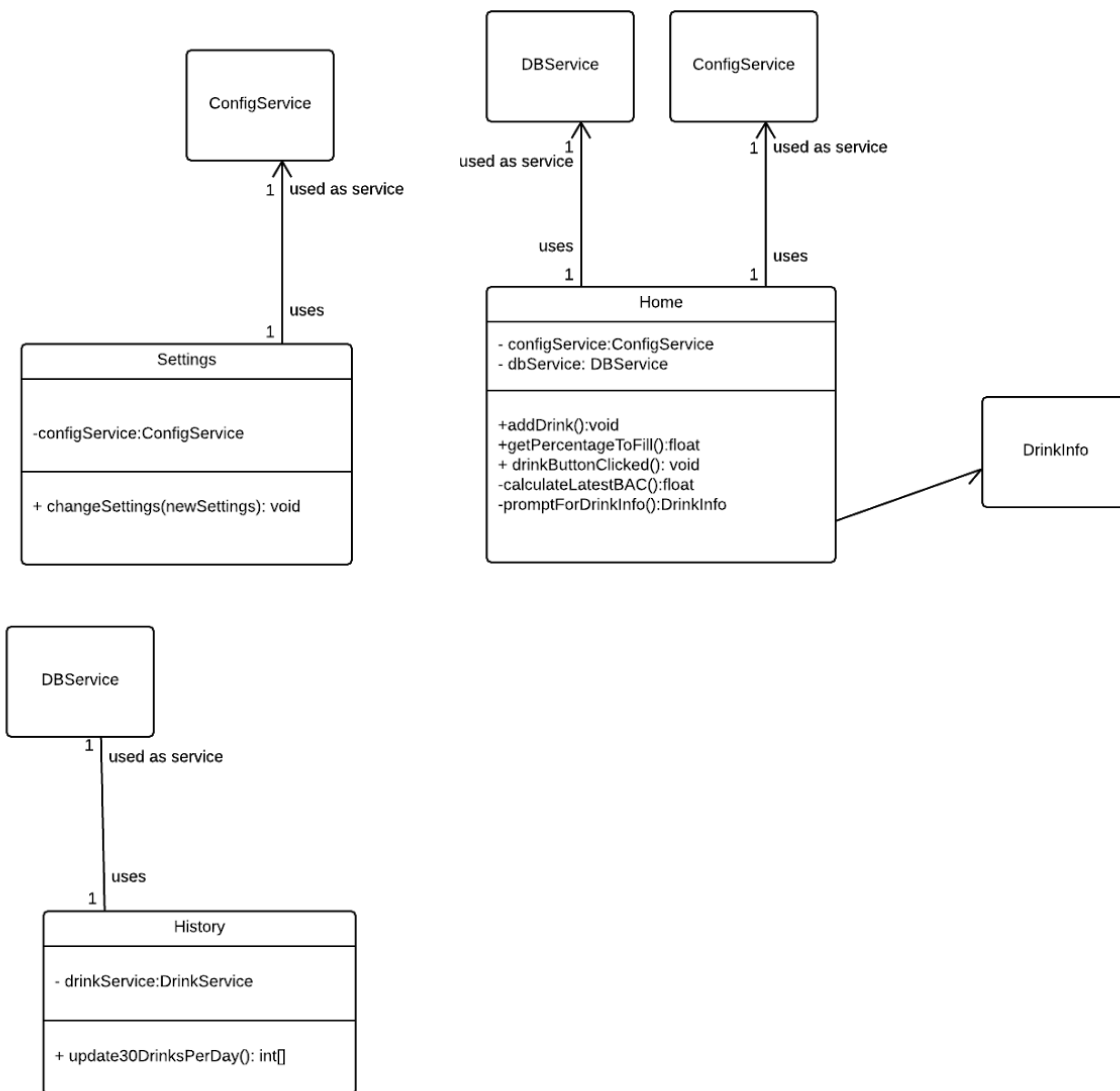 ConfigService
1 used as service
uses
1
Settings
-configService:ConfigService
+ changeSettings(newSettings): void
DBService
ConfigService
1
used as service
1 used as service
uses
1
uses
1
Home
- configService:ConfigService
- dbService: DBService
+addDrink():void
+getPercentageToFill():float
+ drinkButtonClicked(): void
-calculateLatestBAC():float
-promptForDrinkInfo():DrinkInfo
DrinkInfo
DBService
1
used as service
uses
1
History
- drinkService:DrinkService
+ update30DrinksPerDay(): int[]